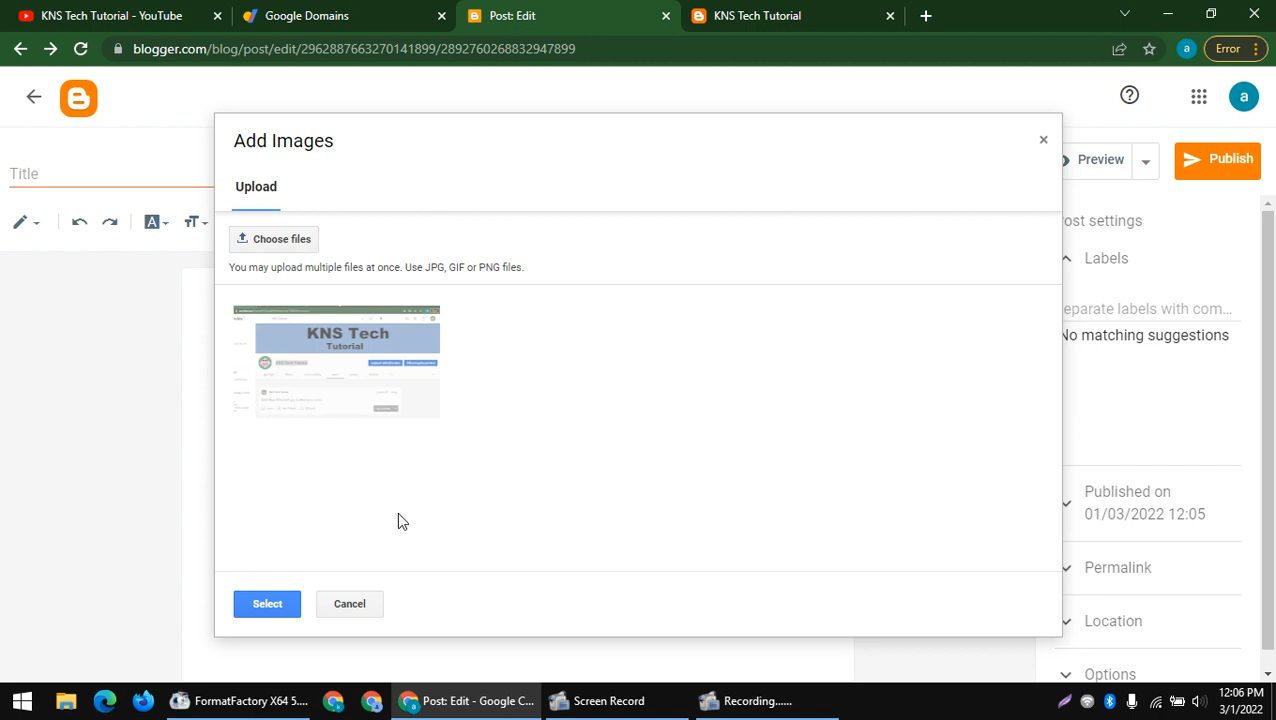 KNS Tech Tutorial - YouTube
Google Domains
Post: Edit
KNS Tech Tutorial
blogger.com/blog/post/edit/2962887663270141899/2892760268832947899
a
Error
a
Add Images
Title
Preview
Publish
Upload
ost settings
Choose files
Labels
You may upload multiple files at once. Use JPG, GIF or PNG files.
eparate labels with com...
KNS Tech
Tutorial
No matching suggestions
Published on
01/03/2022 12:05
Permalink
Select
Cancel
Location
Options
FormatFactory X64 5....
Post: Edit - Google C...
Screen Record
Recording......
12:06 PM
3/1/2022